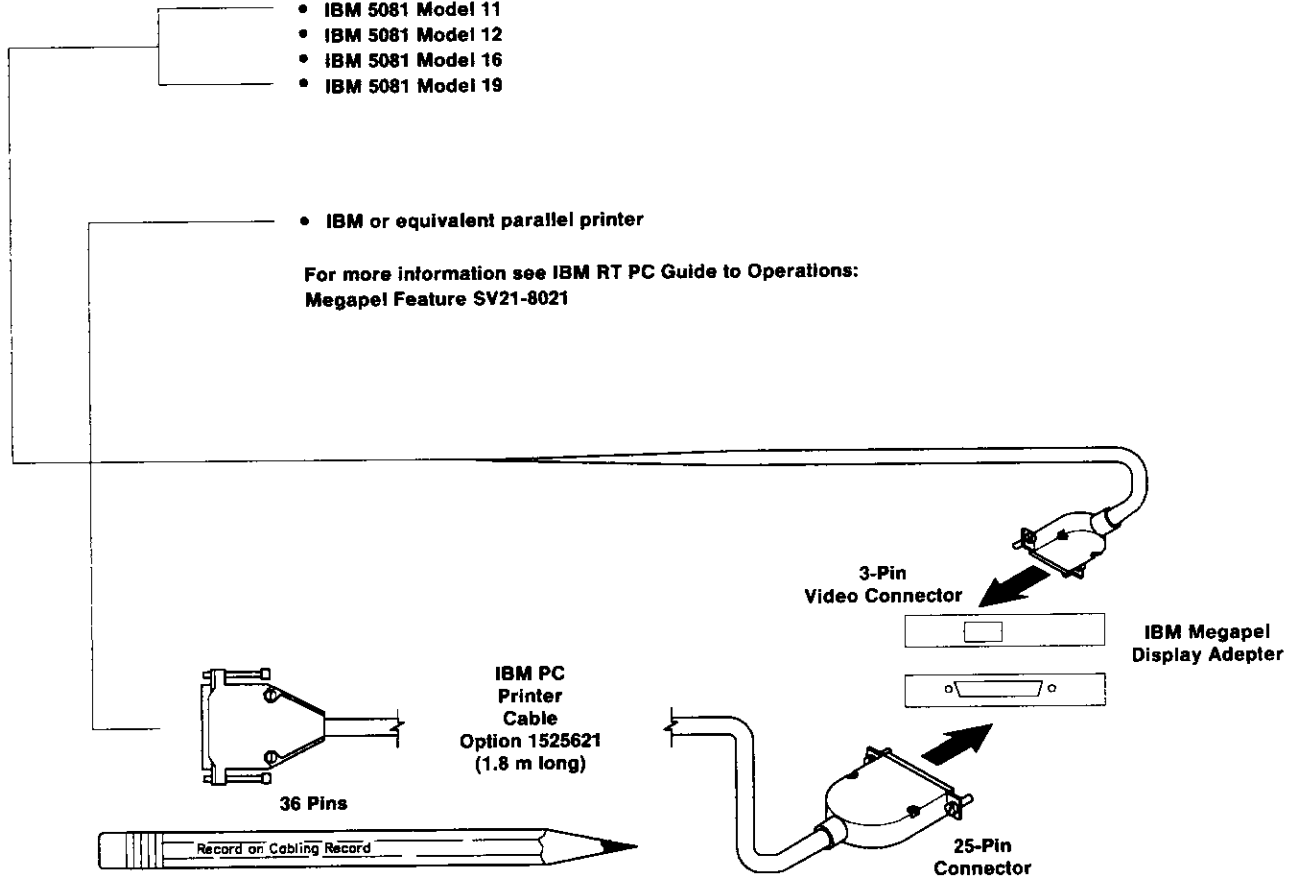 • IBM 5081 Model 11
• IBM 5081 Model 12
• IBM 5081 Model 16
• IBM 5081 Model 19
• IBM or equivalent parallel printer
For more information see IBM RT PC Guide to Operations:
Megapel Feature SV21-8021
3-Pin
Video Connector
IBM Megapel
Display Adepter
IBM PC
Printer
Cable
Option 1525621
(1.8 m long)
36 Pins
Record on Cabling Record
25-Pin
Connector